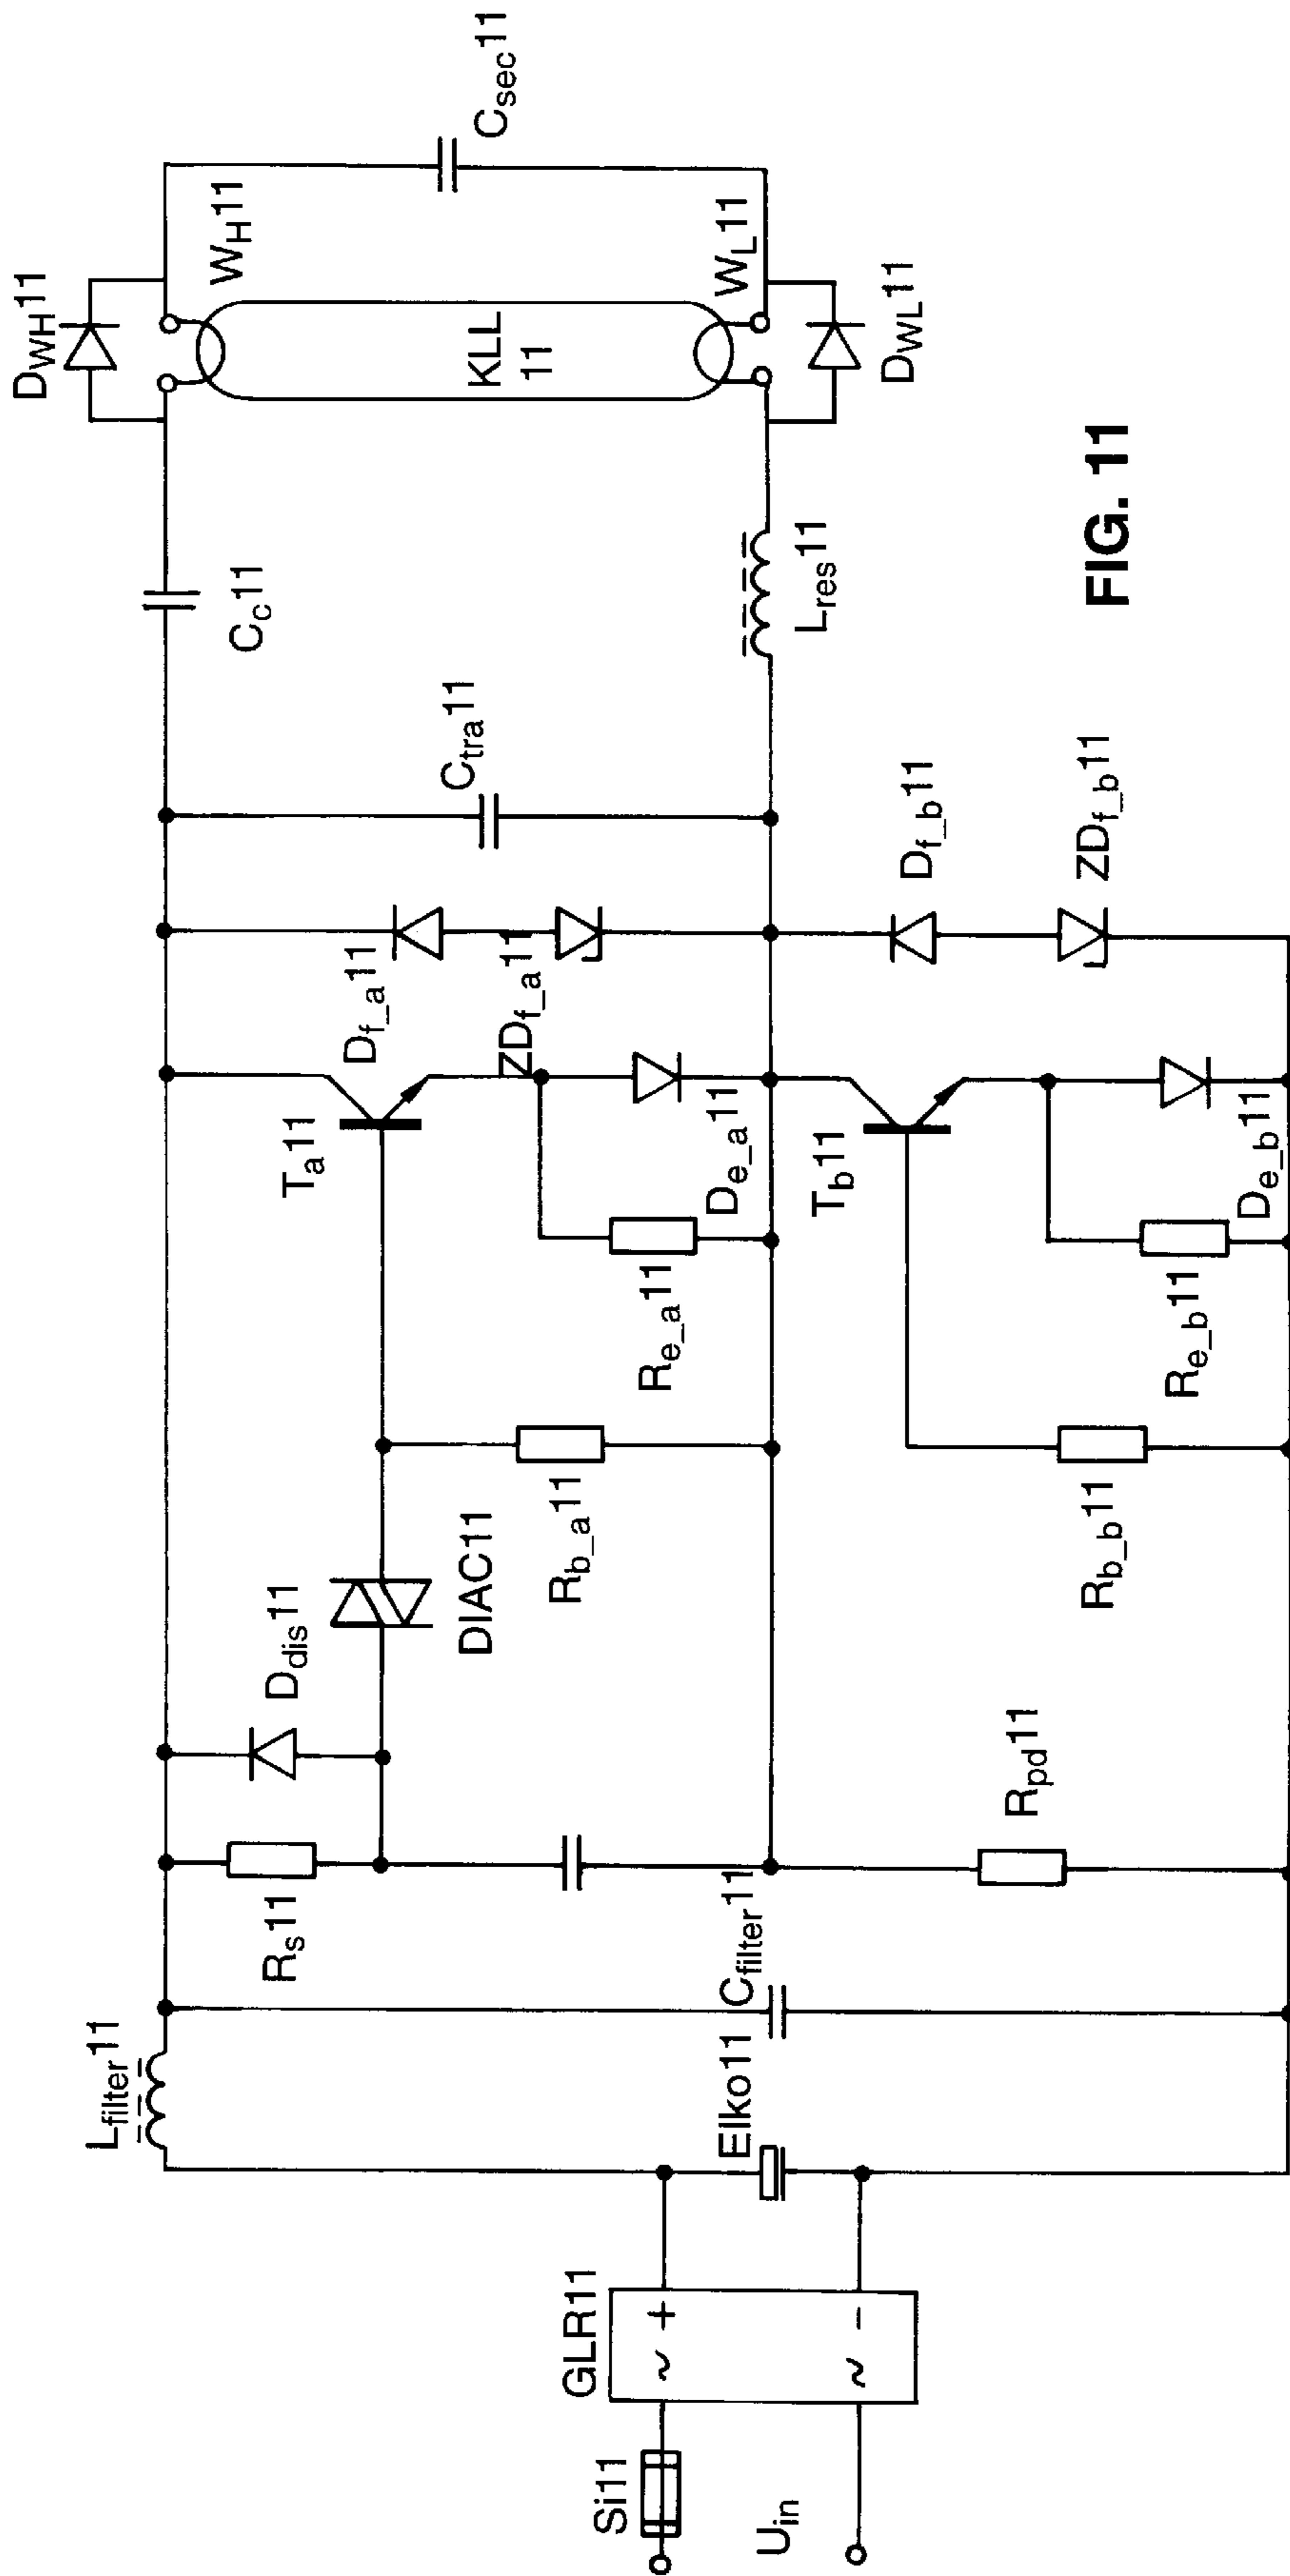 U_in
Si11
GLR11
~ +
~ −
Elko11
L_filter11
C_filter11
R_s11
R_pd11
D_dis11
DIAC11
R_b_a11
R_b_b11
R_e_a11
R_e_b11
T_a11
T_b11
D_e_a11
D_e_b11
D_f_a11
ZD_f_a11
D_f_b11
ZD_f_b11
C_tra11
C_c11
L_res11
D_WH11
W_H11
KLL
11
W_L11
D_WL11
C_sec11
FIG. 11